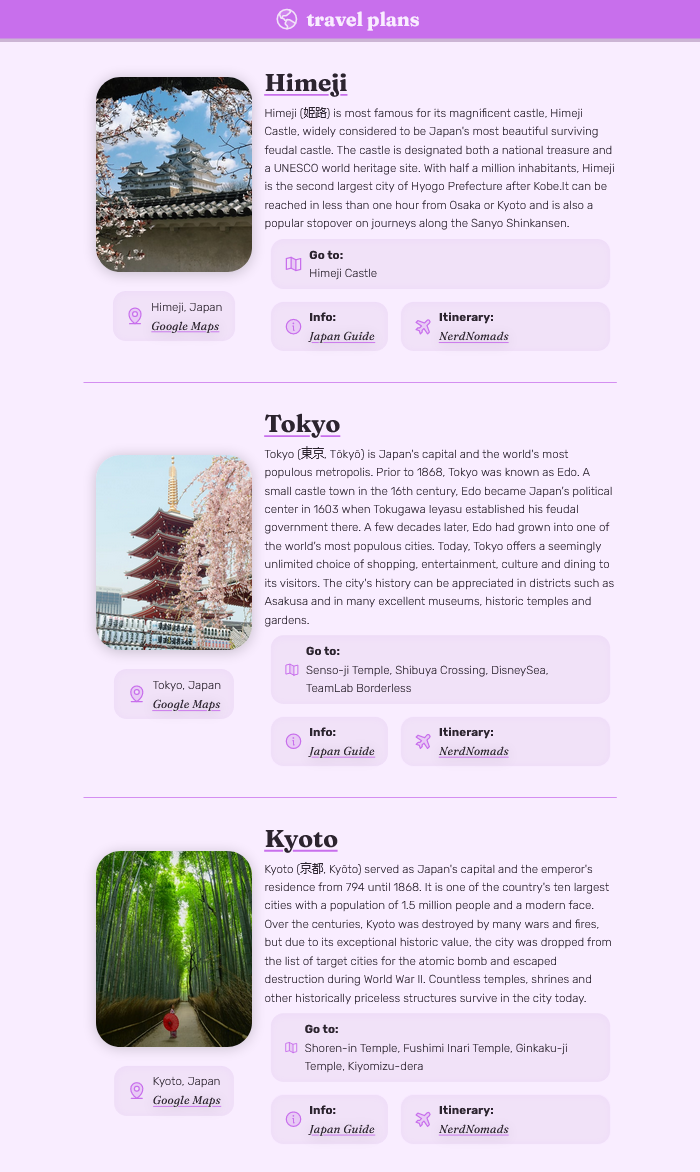 travel plans
Himeji
Himeji (姫路) is most famous for its magnificent castle, Himeji
Castle, widely considered to be Japan's most beautiful surviving
feudal castle. The castle is designated both a national treasure and
a UNESCO world heritage site. With half a million inhabitants, Himeji
is the second largest city of Hyogo Prefecture after Kobe.It can be
reached in less than one hour from Osaka or Kyoto and is also a
popular stopover on journeys along the Sanyo Shinkansen.
Go to:
Himeji Castle
Himeji, Japan
Google Maps
Info:
Japan Guide
Itinerary:
NerdNomads
Tokyo
Tokyo (東京, Tōkyō) is Japan's capital and the world's most
populous metropolis. Prior to 1868, Tokyo was known as Edo. A
small castle town in the 16th century, Edo became Japan's political
center in 1603 when Tokugawa Ieyasu established his feudal
government there. A few decades later, Edo had grown into one of
the world's most populous cities. Today, Tokyo offers a seemingly
unlimited choice of shopping, entertainment, culture and dining to
its visitors. The city's history can be appreciated in districts such as
Asakusa and in many excellent museums, historic temples and
gardens.
Go to:
Senso-ji Temple, Shibuya Crossing, DisneySea,
TeamLab Borderless
Tokyo, Japan
Google Maps
Info:
Japan Guide
Itinerary:
NerdNomads
Kyoto
Kyoto (京都, Kyōto) served as Japan's capital and the emperor's
residence from 794 until 1868. It is one of the country's ten largest
cities with a population of 1.5 million people and a modern face.
Over the centuries, Kyoto was destroyed by many wars and fires,
but due to its exceptional historic value, the city was dropped from
the list of target cities for the atomic bomb and escaped
destruction during World War II. Countless temples, shrines and
other historically priceless structures survive in the city today.
Go to:
Shoren-in Temple, Fushimi Inari Temple, Ginkaku-ji
Temple, Kiyomizu-dera
Kyoto, Japan
Google Maps
Info:
Japan Guide
Itinerary:
NerdNomads